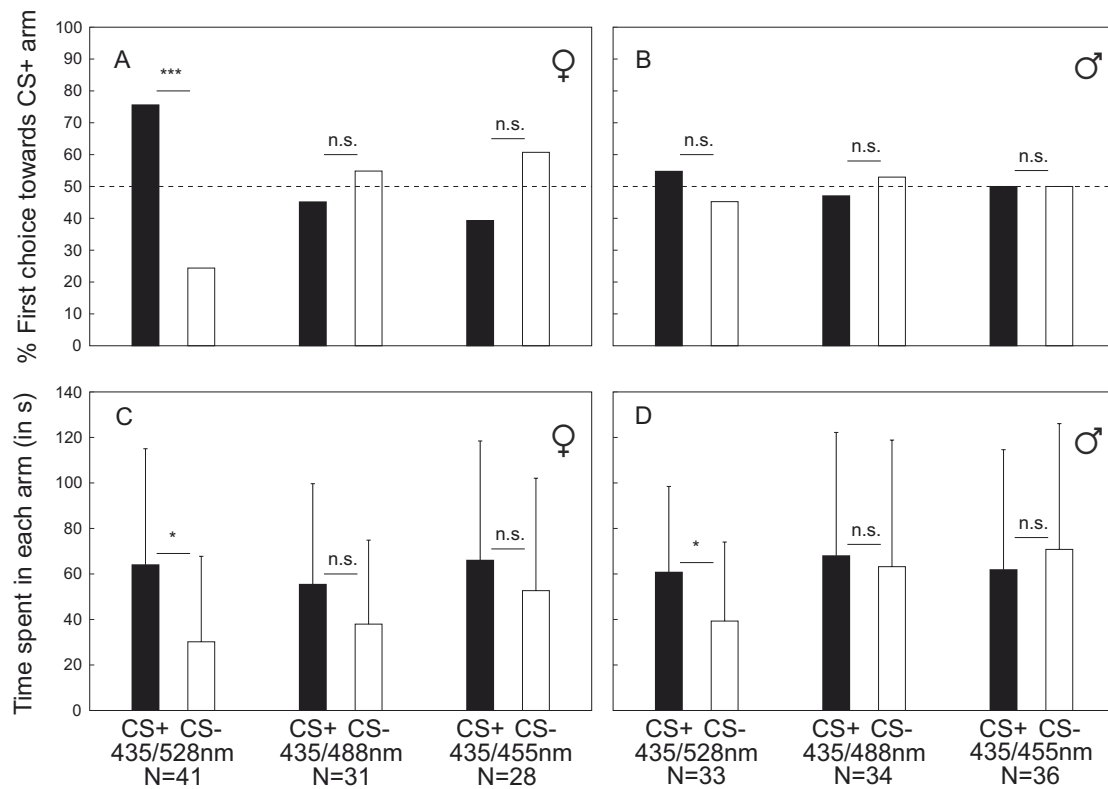 % First choice towards CS+ arm
100
90
80
70
60
50
40
30
20
10
0
A
***
n.s.
n.s.
♀
B
n.s.
n.s.
n.s.
♂
Time spent in each arm (in s)
140
120
100
80
60
40
20
0
C
*
n.s.
n.s.
♀
D
*
n.s.
n.s.
♂
CS+ CS- CS+ CS- CS+ CS- CS+ CS- CS+ CS- CS+ CS-
435/528nm 435/488nm 435/455nm 435/528nm 435/488nm 435/455nm
N=41 N=31 N=28 N=33 N=34 N=36